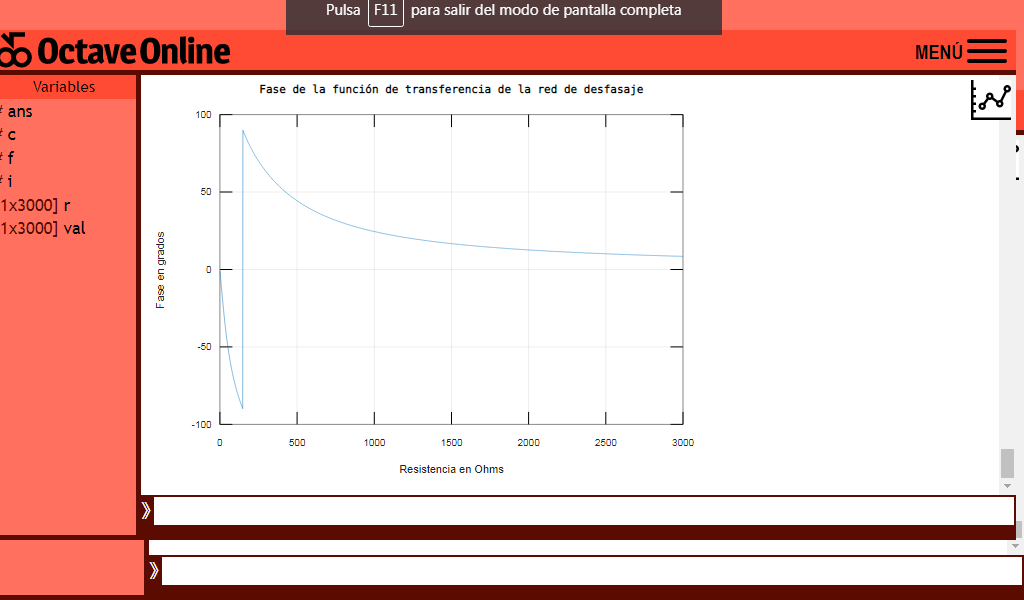 Pulsa F11 para salir del modo de pantalla completa
Octave Online
MENÚ
Variables
# ans
# c
# f
# i
1x3000] r
1x3000] val
Fase de la función de transferencia de la red de desfasaje
100
50
0
-50
-100
Fase en grados
0 500 1000 1500 2000 2500 3000
Resistencia en Ohms